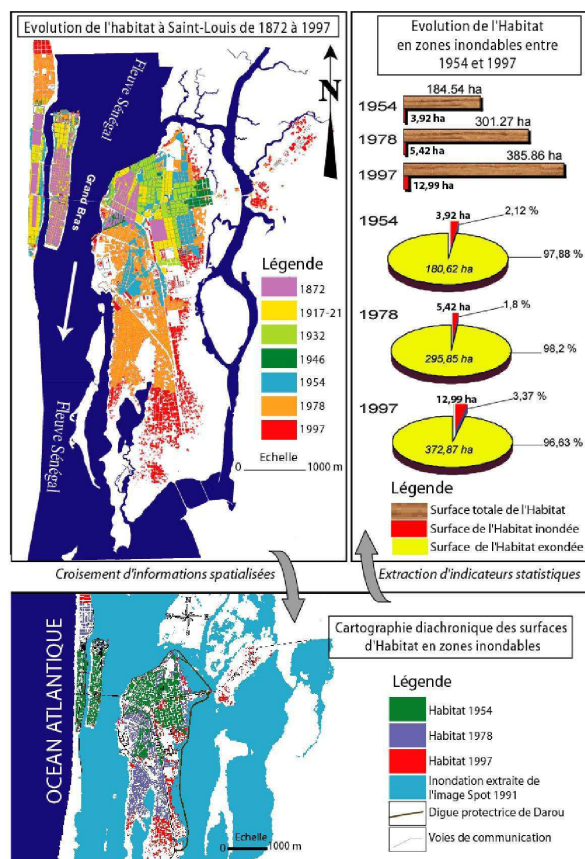 Evolution de l'habitat à Saint-Louis de 1872 à 1997
Fleuve Sénégal
N
Grand Bras
Fleuve Sénégal
Légende
1872
1917-21
1932
1946
1954
1978
1997
Echelle
0 1000 m
Evolution de l'Habitat
en zones inondables entre
1954 et 1997
184.54 ha
1954
3,92 ha
301.27 ha
1978
5,42 ha
385.86 ha
1997
12,99 ha
1954
3,92 ha
2,12 %
180,62 ha
97,88 %
1978
5,42 ha
1,8 %
295,85 ha
98,2 %
1997
12,99 ha
3,37 %
372,87 ha
96,63 %
Légende
Surface totale de l'Habitat
Surface de l'Habitat inondée
Surface de l'Habitat exondée
Croisement d'informations spatialisées
Extraction d'indicateurs statistiques
OCEAN ATLANTIQUE
N
W
E
S
Cartographie diachronique des surfaces
d'Habitat en zones inondables
Légende
Habitat 1954
Habitat 1978
Habitat 1997
Inondation extraite de
l'image Spot 1991
Digue protectrice de Darou
Voies de communication
Echelle
0 1000 m